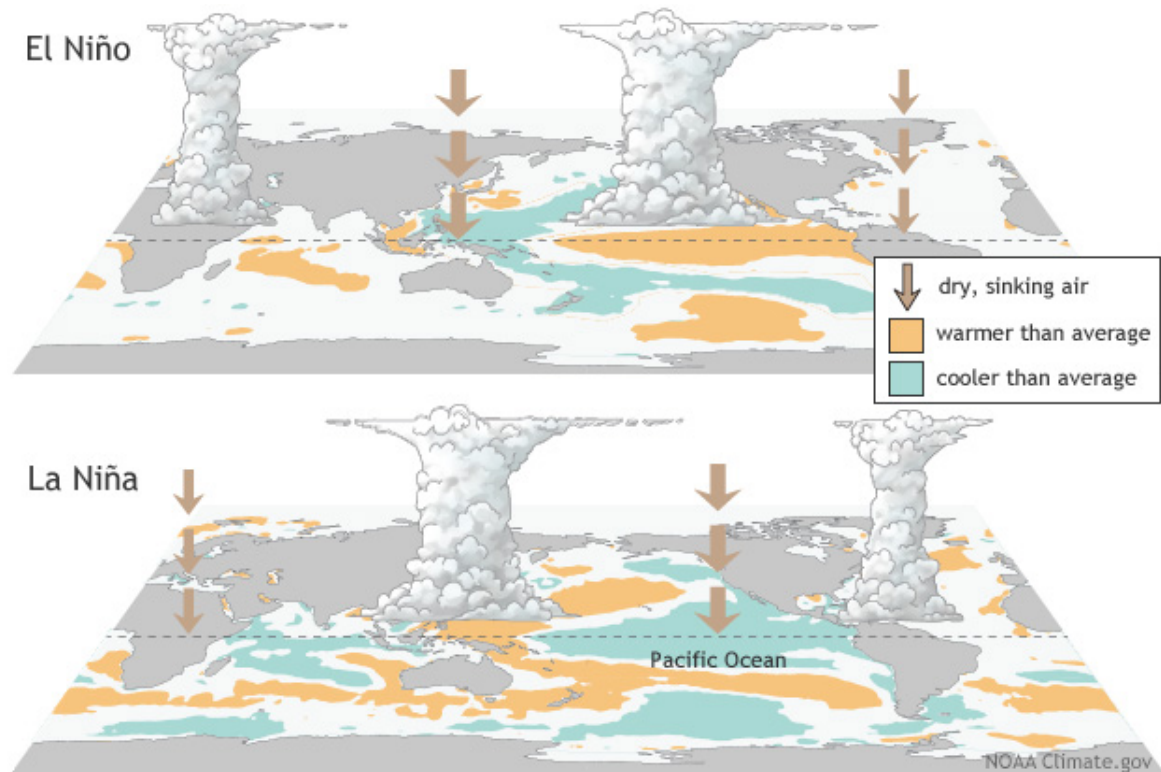 El Niño
dry, sinking air
warmer than average
cooler than average
La Niña
Pacific Ocean
NOAA Climate.gov